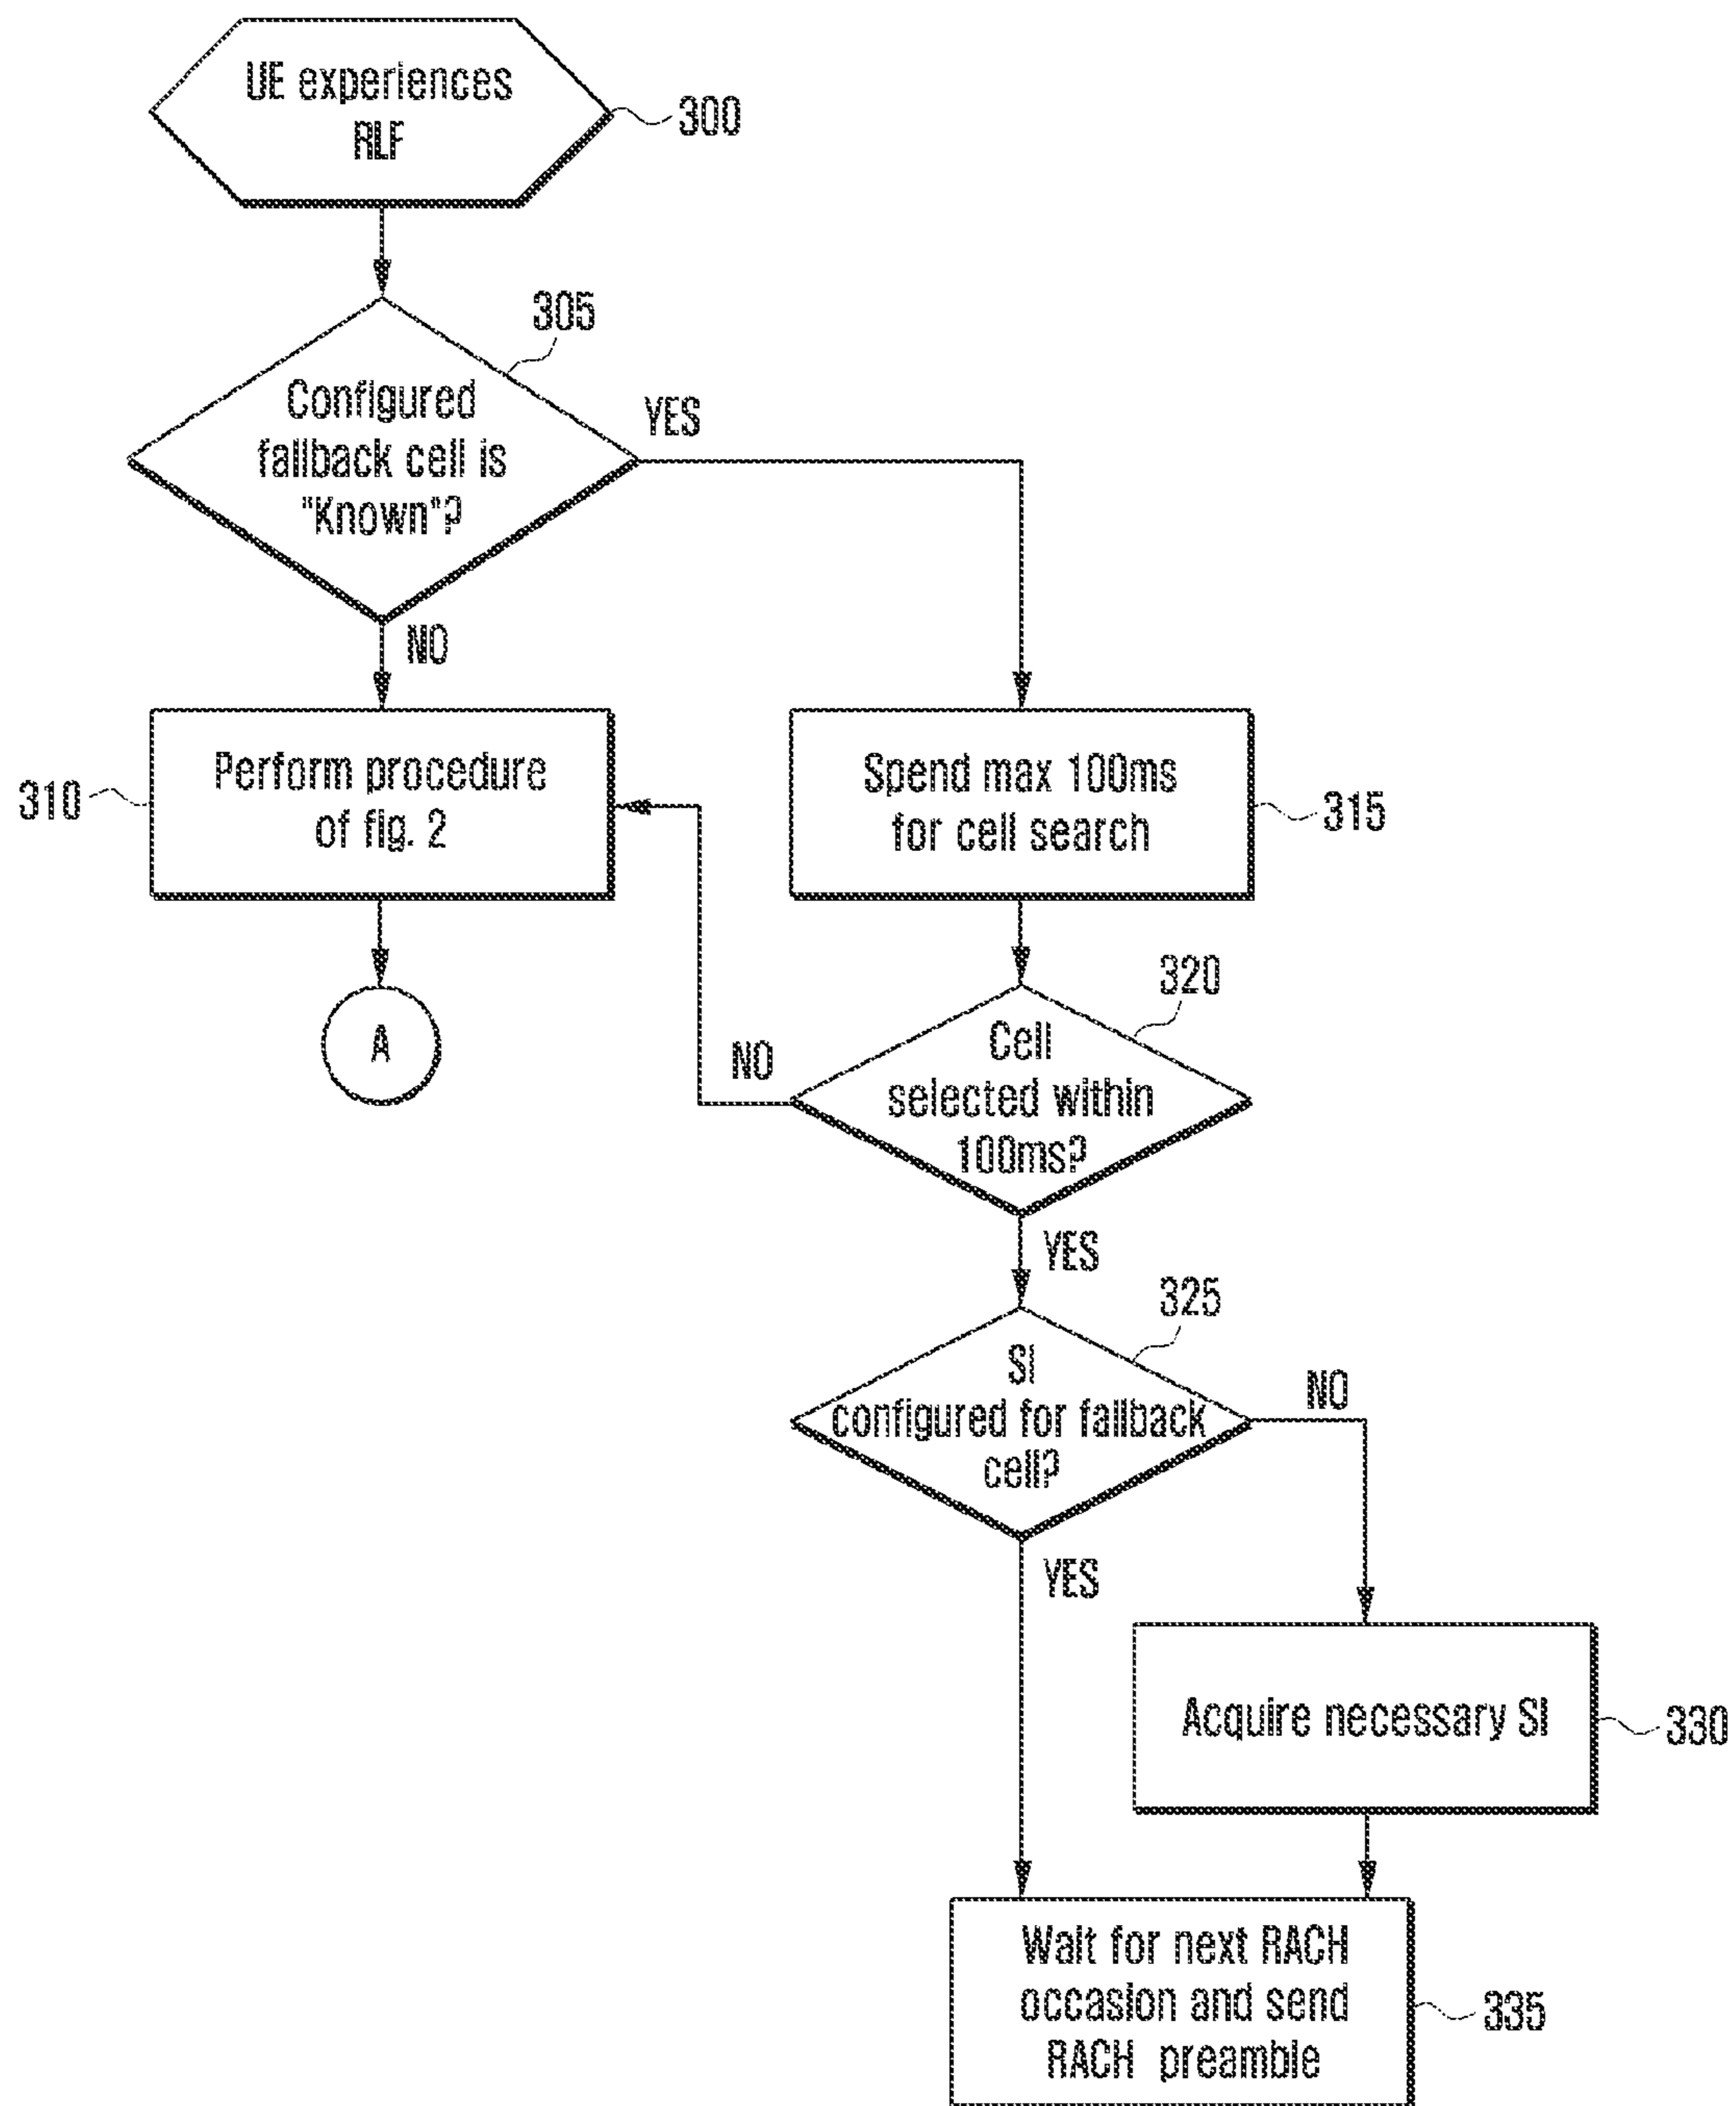 UE experiences
RLF
300
305
Configured
fallback cell is
"Known"?
YES
NO
310
Perform procedure
of fig. 2
Spend max 100ms
for cell search
315
A
320
Cell
selected within
100ms?
NO
YES
325
SI
configured for fallback
cell?
NO
YES
Acquire necessary SI
330
Wait for next RACH
occasion and send
RACH preamble
335